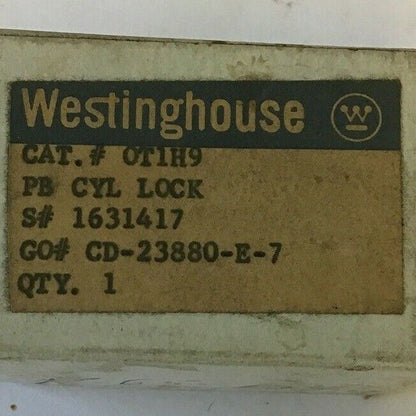 Westinghouse W
CAT.# OT1H9
PB CYL LOCK
S# 1631417
GO# CD-23880-E-7
QTY. 1